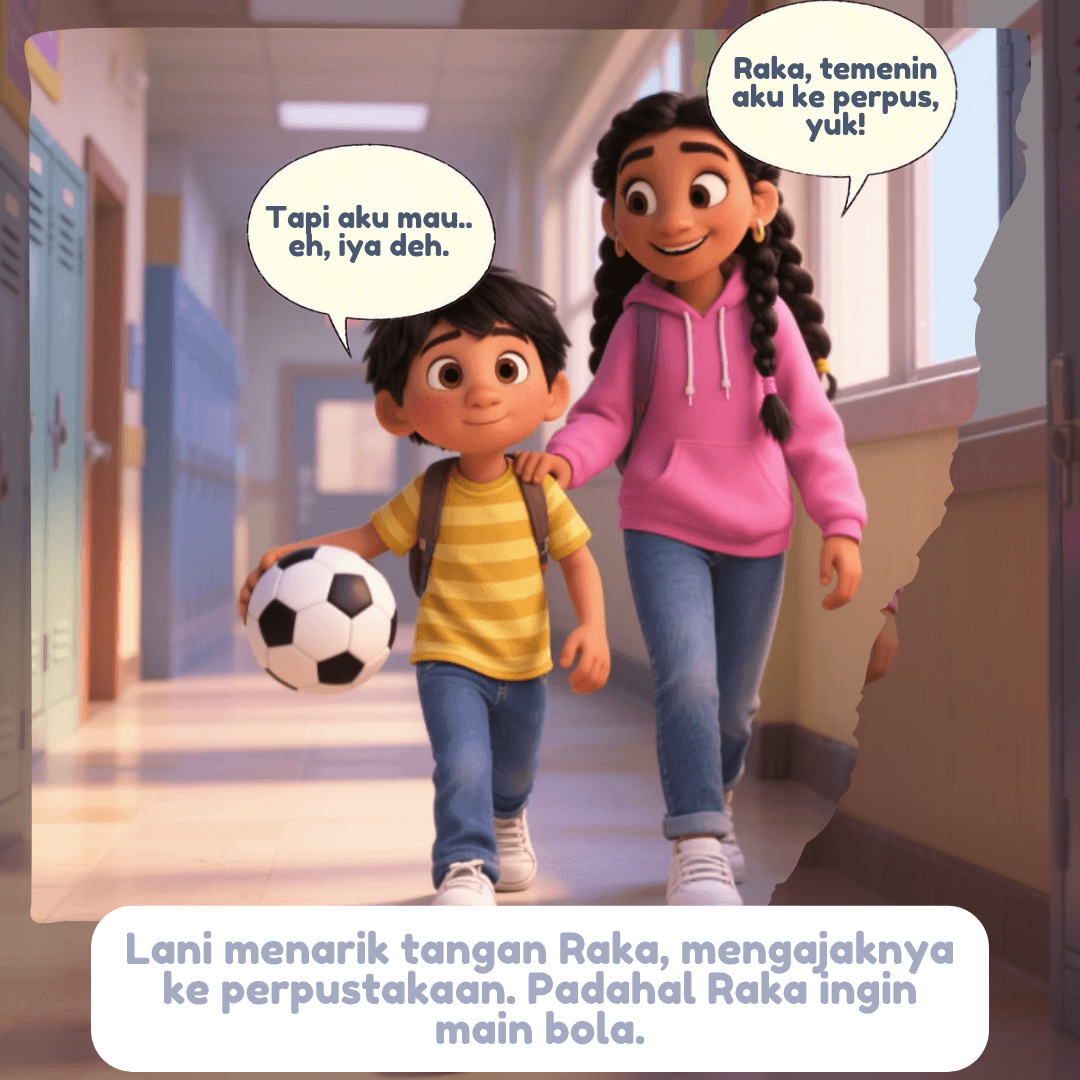 Raka, temenin
aku ke perpus,
yuk!
Tapi aku mau..
eh, iya deh.
Lani menarik tangan Raka, mengajaknya
ke perpustakaan. Padahal Raka ingin
main bola.